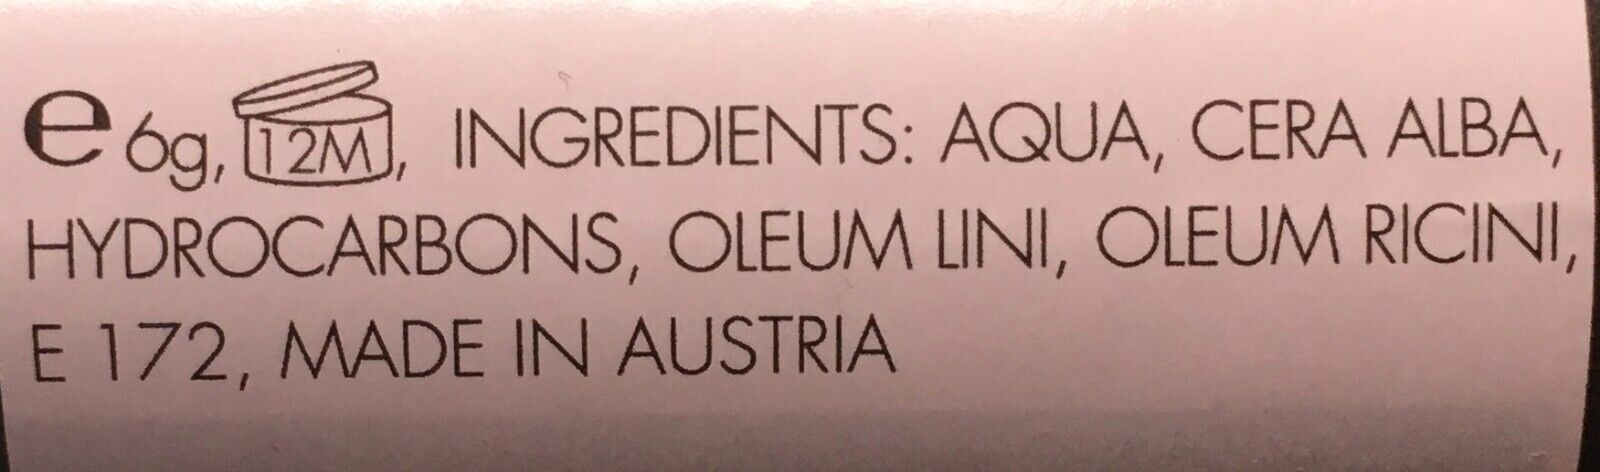 e 6g, 12M, INGREDIENTS: AQUA, CERA ALBA,
HYDROCARBONS, OLEUM LINI, OLEUM RICINI,
E 172, MADE IN AUSTRIA